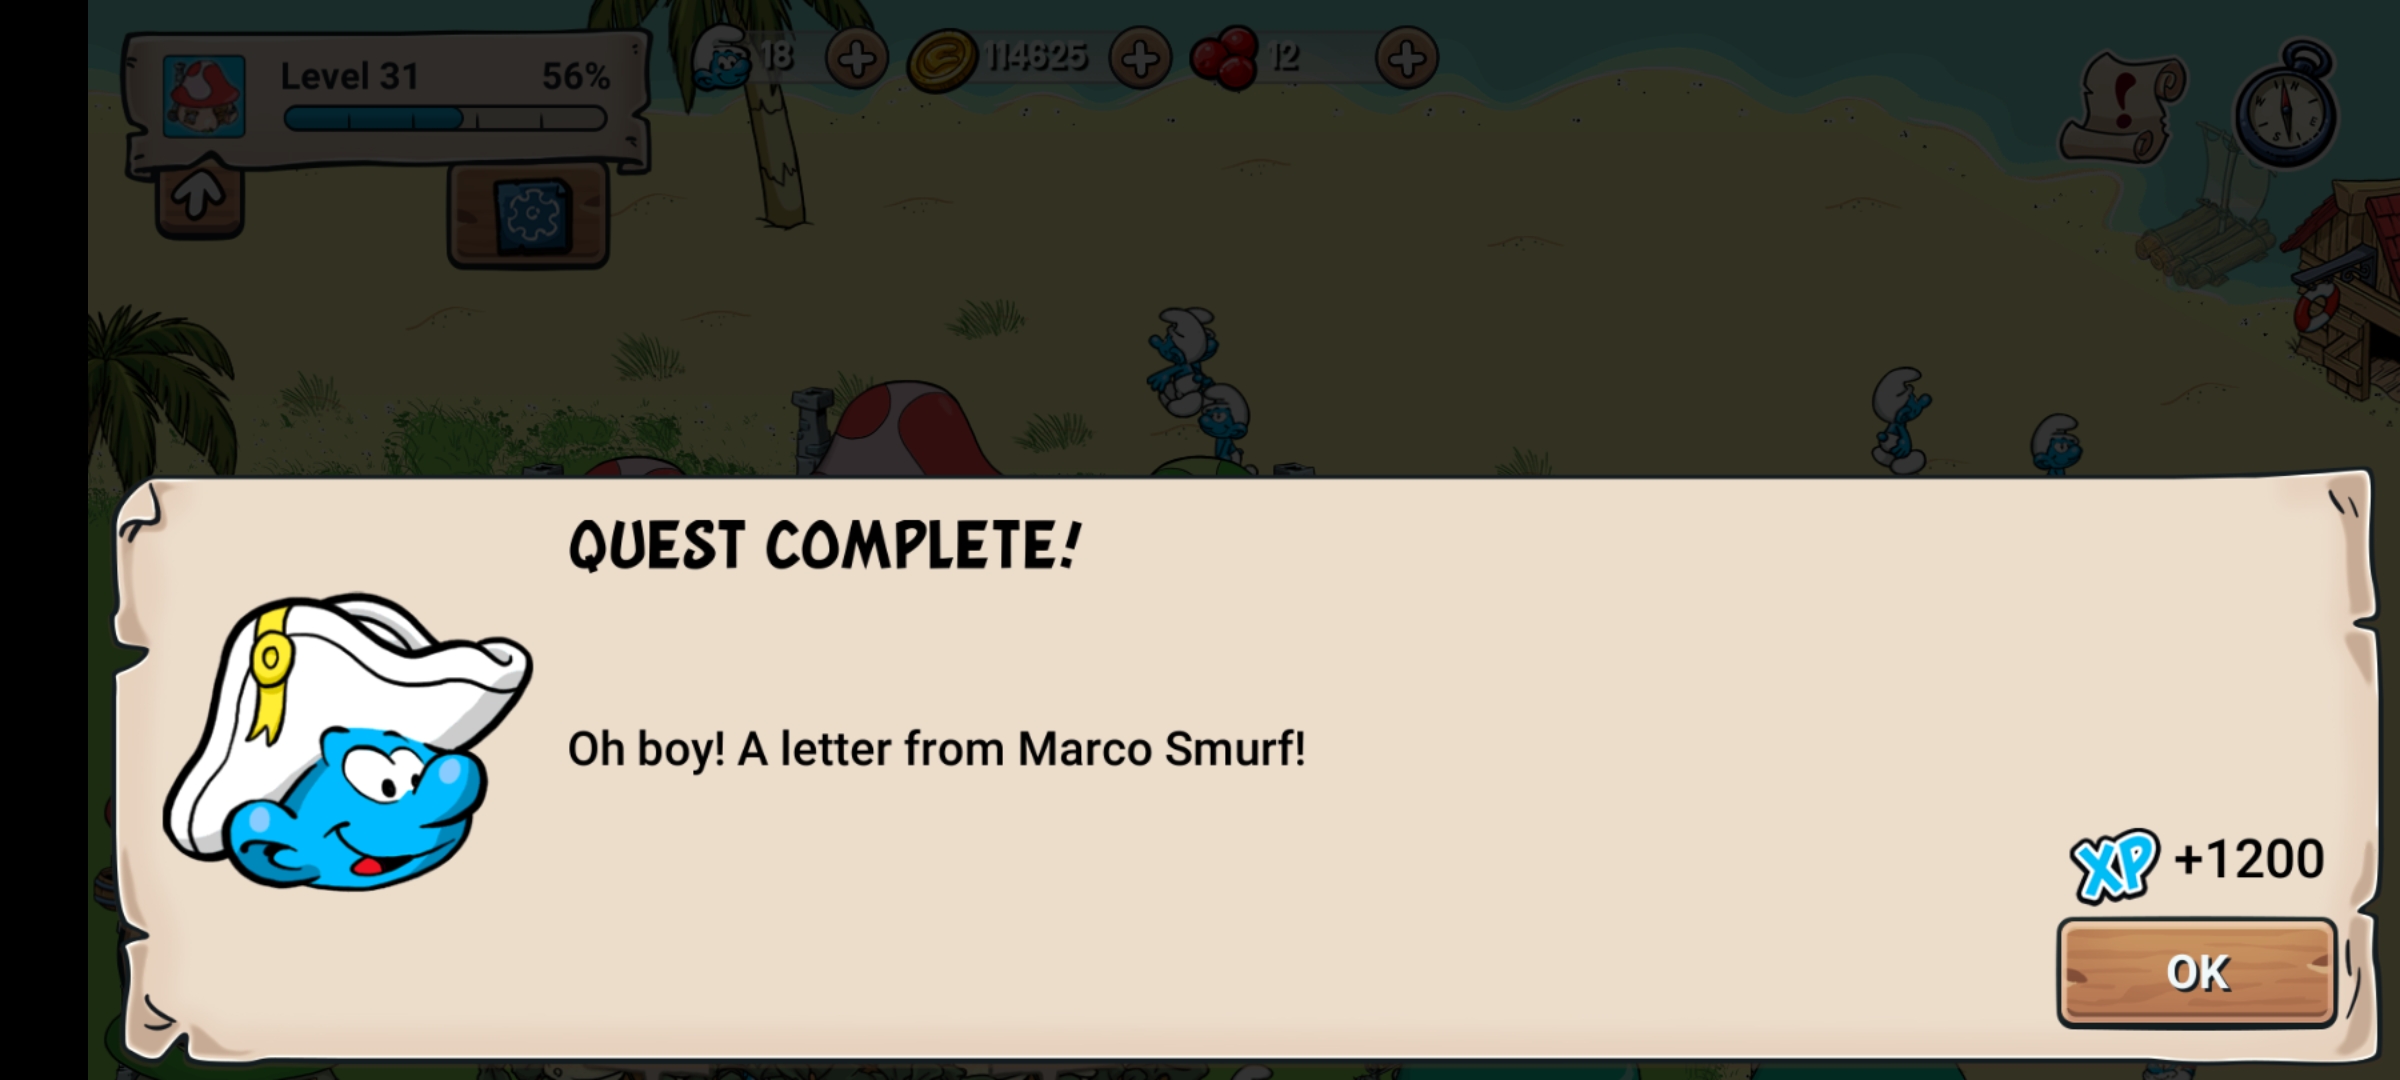 Level 31 56%
18
114625
12
QUEST COMPLETE!
Oh boy! A letter from Marco Smurf!
XP +1200
OK